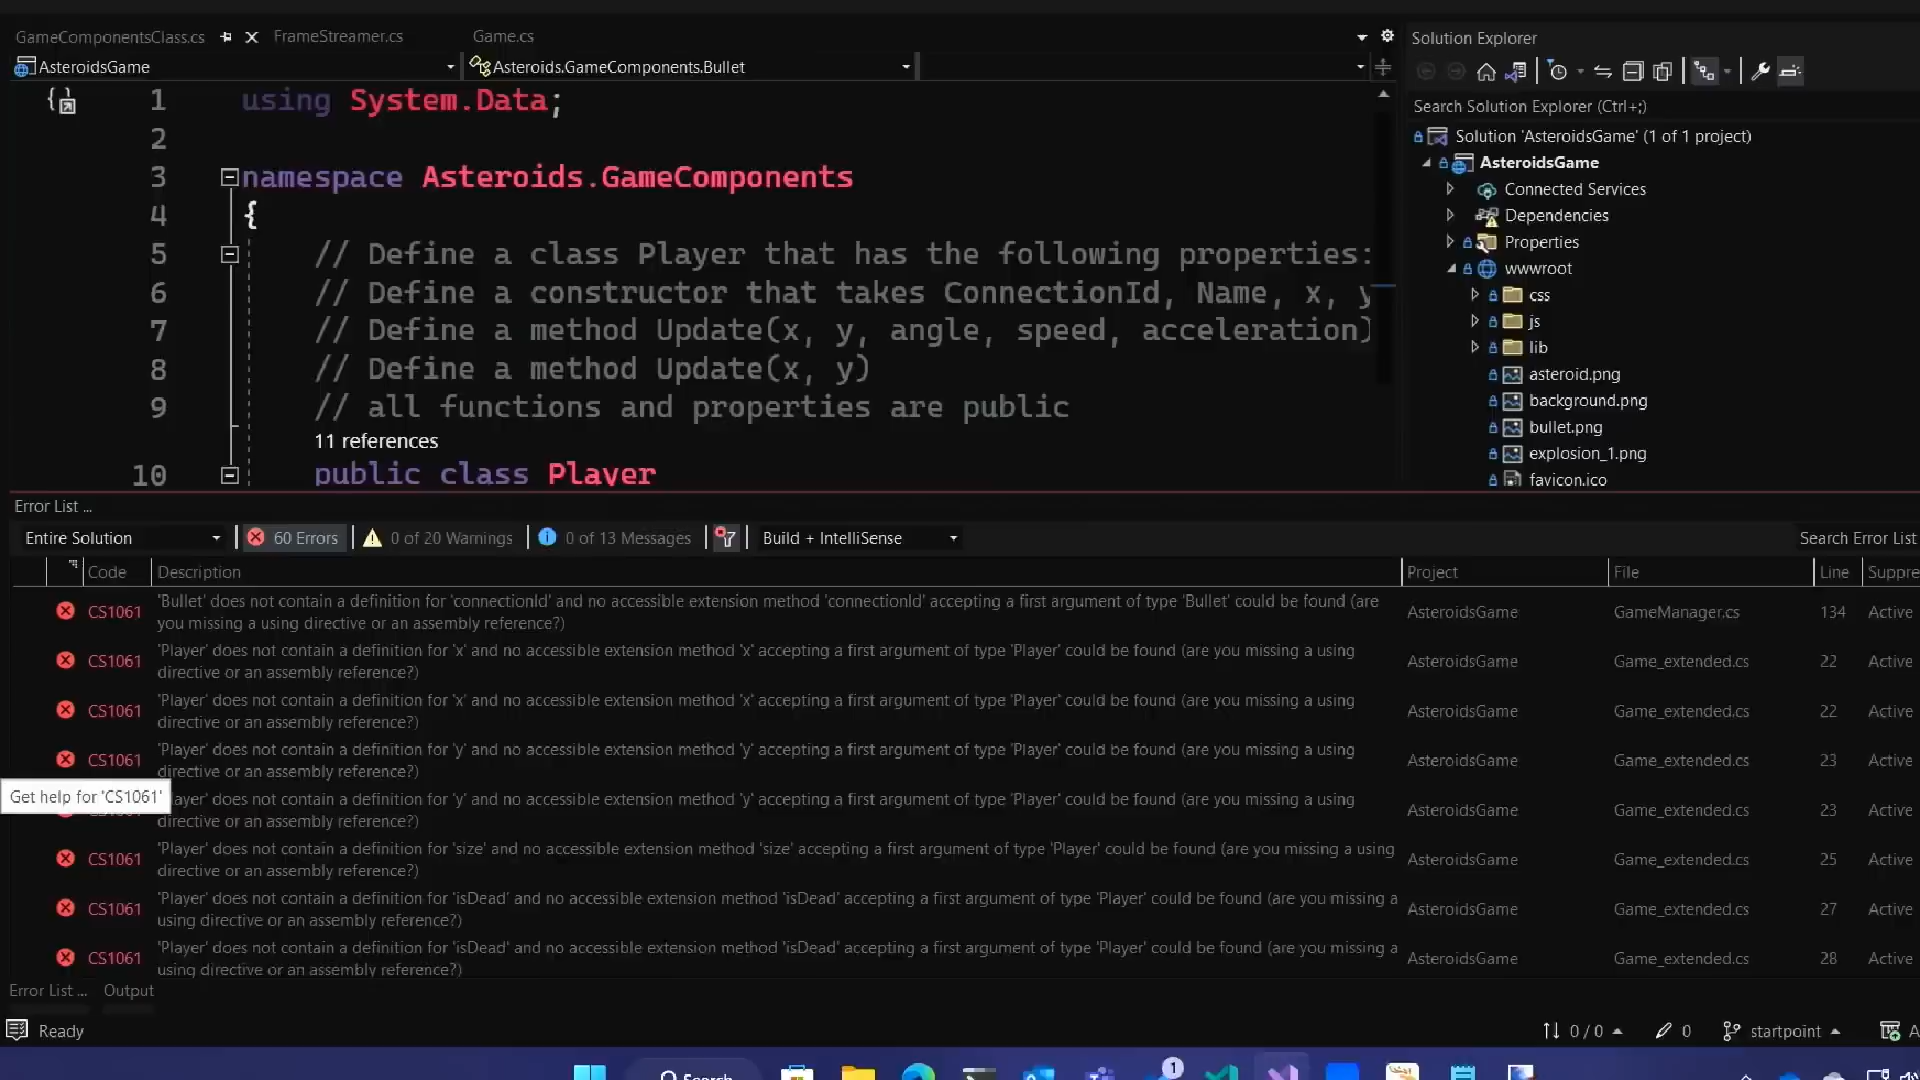 GameComponentsClass.cs
FrameStreamer.cs
Game.cs
AsteroidsGame
Asteroids.GameComponents.Bullet
1 using System.Data;
2
3 namespace Asteroids.GameComponents
4 {
5 // Define a class Player that has the following properties:
6 // Define a constructor that takes ConnectionId, Name, x, y
7 // Define a method Update(x, y, angle, speed, acceleration)
8 // Define a method Update(x, y)
9 // all functions and properties are public
11 references
10 public class Player
Solution Explorer
Search Solution Explorer (Ctrl+;)
Solution 'AsteroidsGame' (1 of 1 project)
AsteroidsGame
Connected Services
Dependencies
Properties
wwwroot
css
js
lib
asteroid.png
background.png
bullet.png
explosion_1.png
favicon.ico
Error List ...
Entire Solution
60 Errors
0 of 20 Warnings
0 of 13 Messages
Build + IntelliSense
Search Error List
Code Description Project File Line Suppre
CS1061 'Bullet' does not contain a definition for 'connectionId' and no accessible extension method 'connectionId' accepting a first argument of type 'Bullet' could be found (are
you missing a using directive or an assembly reference?) AsteroidsGame GameManager.cs 134 Active
CS1061 'Player' does not contain a definition for 'x' and no accessible extension method 'x' accepting a first argument of type 'Player' could be found (are you missing a using
directive or an assembly reference?) AsteroidsGame Game_extended.cs 22 Active
CS1061 'Player' does not contain a definition for 'x' and no accessible extension method 'x' accepting a first argument of type 'Player' could be found (are you missing a using
directive or an assembly reference?) AsteroidsGame Game_extended.cs 22 Active
CS1061 'Player' does not contain a definition for 'y' and no accessible extension method 'y' accepting a first argument of type 'Player' could be found (are you missing a using
directive or an assembly reference?) AsteroidsGame Game_extended.cs 23 Active
Get help for 'CS1061'
layer' does not contain a definition for 'y' and no accessible extension method 'y' accepting a first argument of type 'Player' could be found (are you missing a using
directive or an assembly reference?) AsteroidsGame Game_extended.cs 23 Active
CS1061 'Player' does not contain a definition for 'size' and no accessible extension method 'size' accepting a first argument of type 'Player' could be found (are you missing a using
directive or an assembly reference?) AsteroidsGame Game_extended.cs 25 Active
CS1061 'Player' does not contain a definition for 'isDead' and no accessible extension method 'isDead' accepting a first argument of type 'Player' could be found (are you missing a
using directive or an assembly reference?) AsteroidsGame Game_extended.cs 27 Active
CS1061 'Player' does not contain a definition for 'isDead' and no accessible extension method 'isDead' accepting a first argument of type 'Player' could be found (are you missing a
using directive or an assembly reference?) AsteroidsGame Game_extended.cs 28 Active
Error List ...
Output
Ready
0 / 0
0
startpoint
A
Search
1